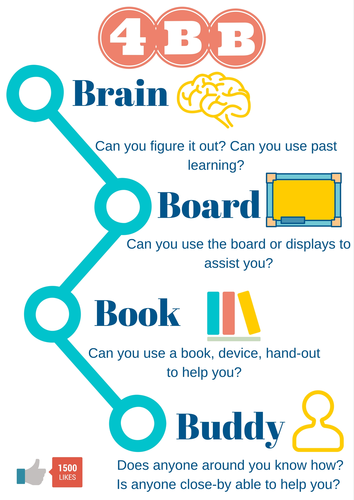 4BB
Brain
Can you figure it out? Can you use past
learning?
Board
Can you use the board or displays to
assist you?
Book
Can you use a book, device, hand-out
to help you?
Buddy
Does anyone around you know how?
Is anyone close-by able to help you?
1500
LIKES